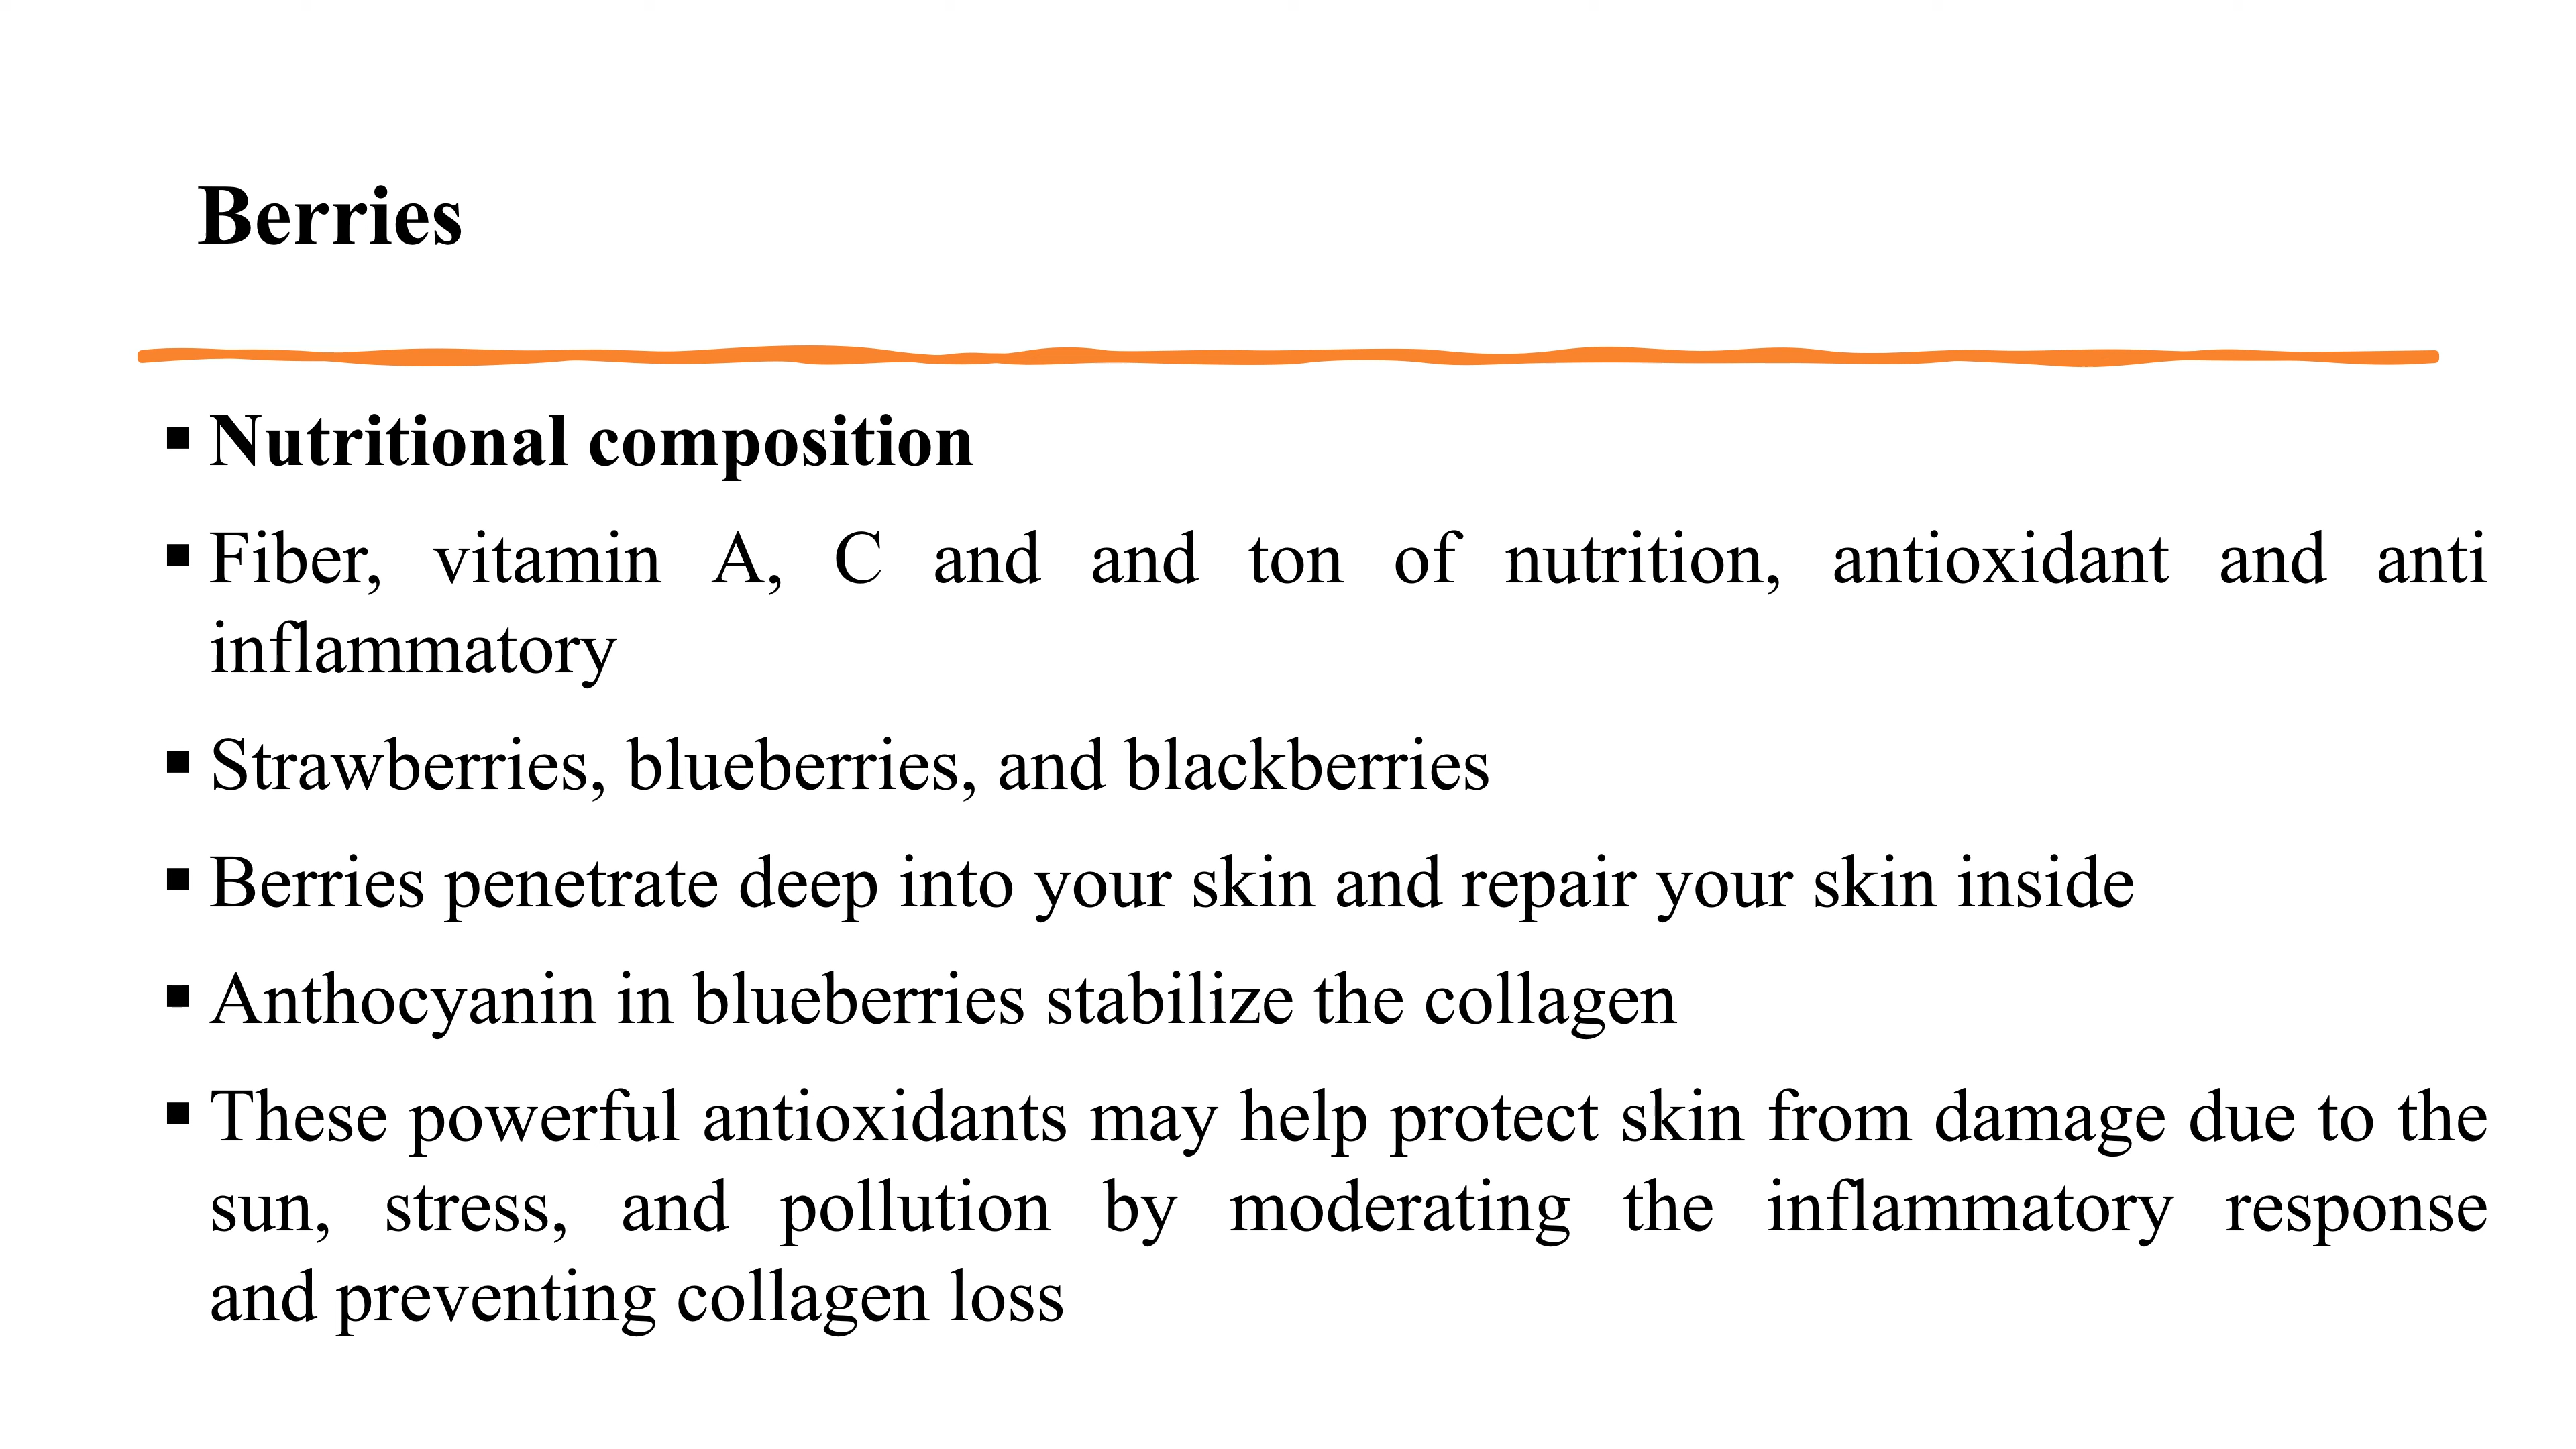 Berries
▪ Nutritional composition
▪ Fiber, vitamin A, C and and ton of nutrition, antioxidant and anti
inflammatory
▪ Strawberries, blueberries, and blackberries
▪ Berries penetrate deep into your skin and repair your skin inside
▪ Anthocyanin in blueberries stabilize the collagen
▪ These powerful antioxidants may help protect skin from damage due to the
sun, stress, and pollution by moderating the inflammatory response
and preventing collagen loss